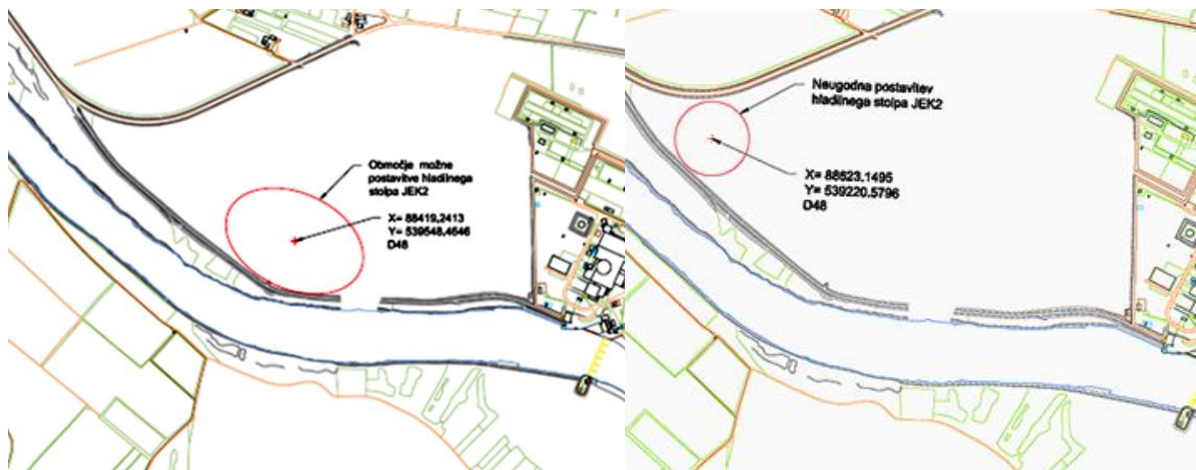 Območje možne
postavitve hladilnega
stolpa JEK2
X= 88419,2413
Y= 539548,4646
D48
Neugodna postavitev
hladilnega stolpa JEK2
X= 88623,1495
Y= 539220,5796
D48